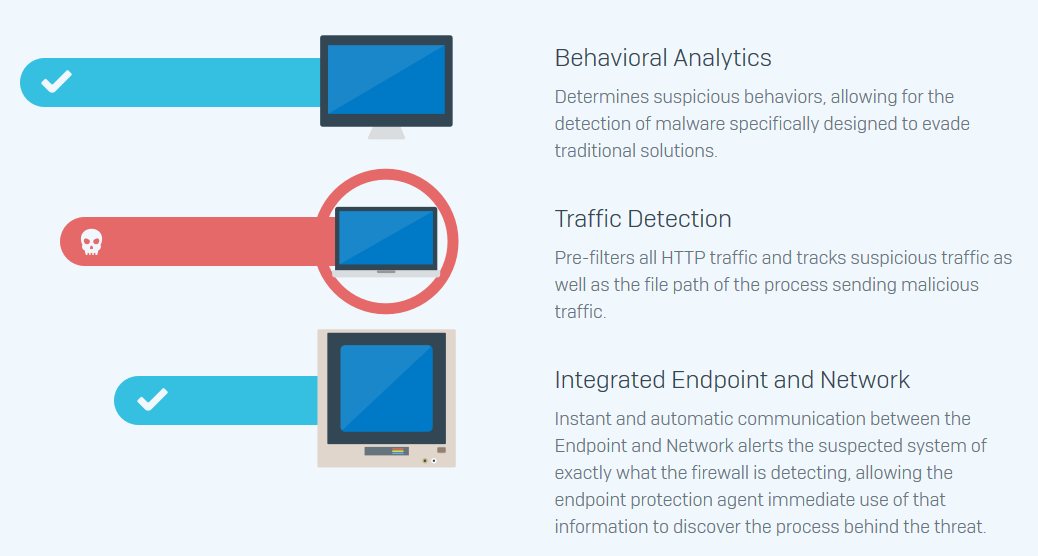 Behavioral Analytics
Determines suspicious behaviors, allowing for the
detection of malware specifically designed to evade
traditional solutions.
Traffic Detection
Pre-filters all HTTP traffic and tracks suspicious traffic as
well as the file path of the process sending malicious
traffic.
Integrated Endpoint and Network
Instant and automatic communication between the
Endpoint and Network alerts the suspected system of
exactly what the firewall is detecting, allowing the
endpoint protection agent immediate use of that
information to discover the process behind the threat.